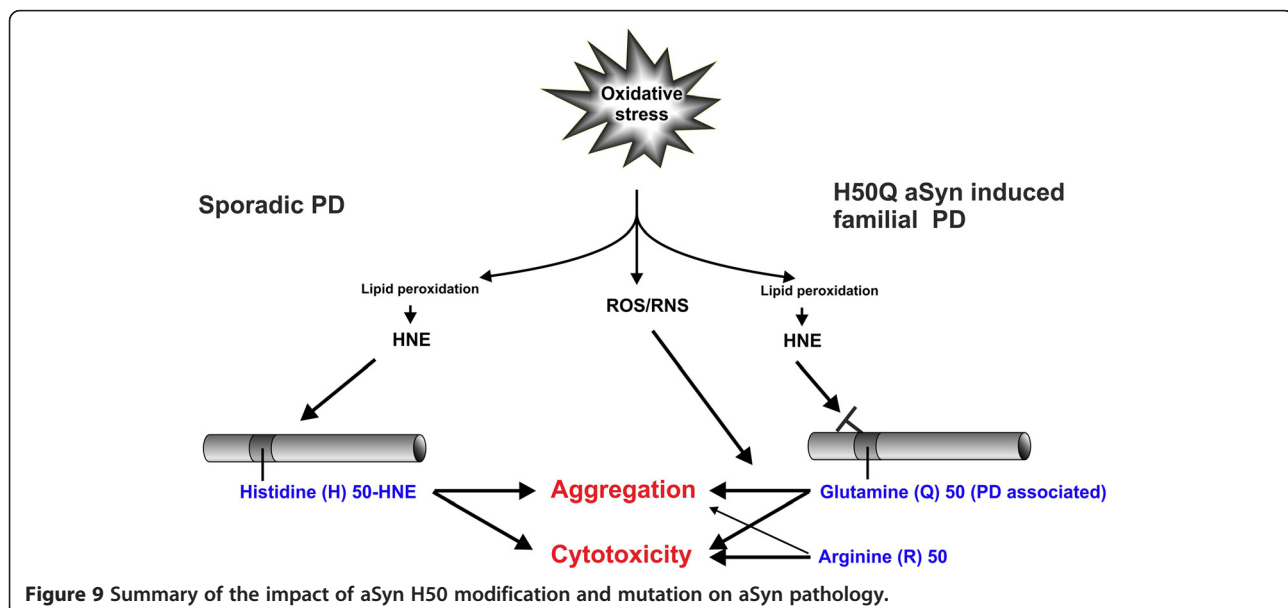 Oxidative
stress
Sporadic PD
H50Q aSyn induced
familial PD
Lipid peroxidation
HNE
ROS/RNS
Lipid peroxidation
HNE
Histidine (H) 50-HNE
Aggregation
Glutamine (Q) 50 (PD associated)
Cytotoxicity
Arginine (R) 50
Figure 9 Summary of the impact of aSyn H50 modification and mutation on aSyn pathology.